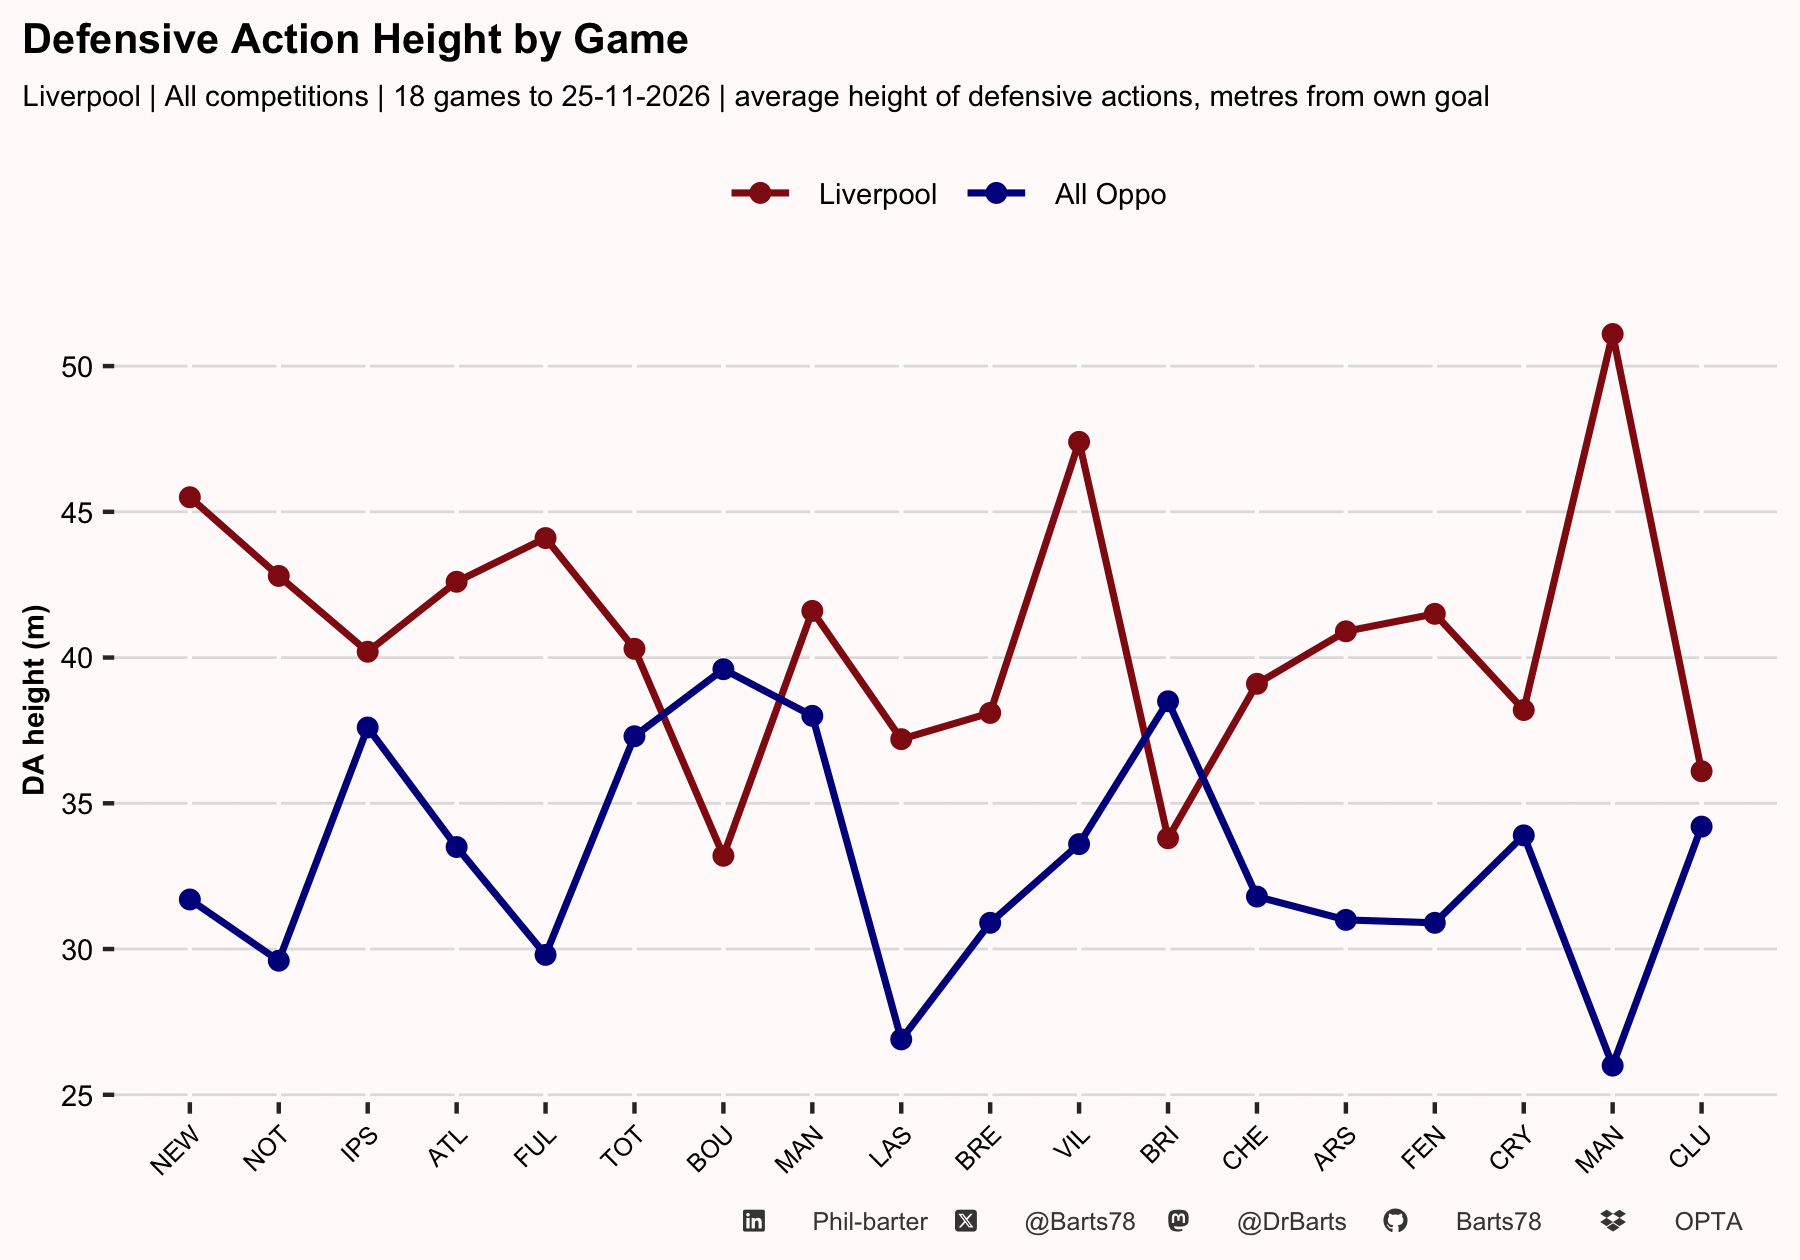 Defensive Action Height by Game
Liverpool | All competitions | 18 games to 25-11-2026 | average height of defensive actions, metres from own goal
Liverpool All Oppo
50
45
40
35
30
25
DA height (m)
NEW NOT IPS ATL FUL TOT BOU MAN LAS BRE VIL BRI CHE ARS FEN CRY MAN CLU
Phil-barter @Barts78 @DrBarts Barts78 OPTA